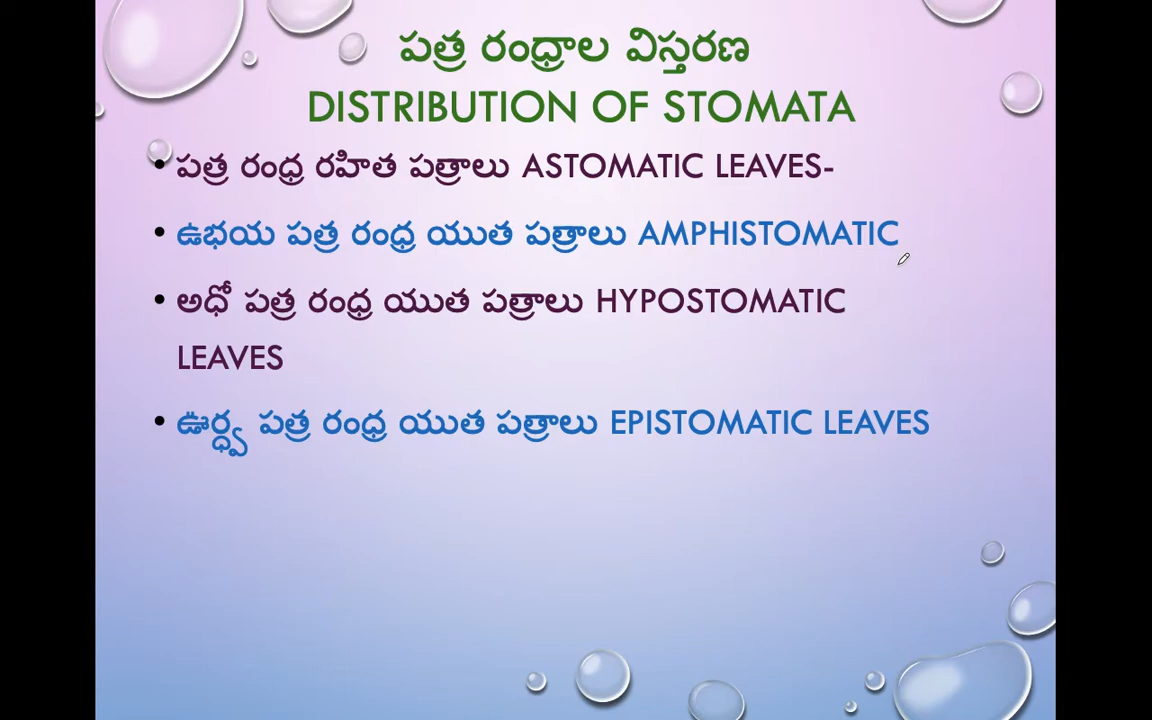 పత్ర రంధ్రాల విస్తరణ
DISTRIBUTION OF STOMATA
• పత్ర రంధ్ర రహిత పత్రాలు ASTOMATIC LEAVES-
• ఉభయ పత్ర రంధ్ర యుత పత్రాలు AMPHISTOMATIC
• అధో పత్ర రంధ్ర యుత పత్రాలు HYPOSTOMATIC
LEAVES
• ఊర్ధ్వ పత్ర రంధ్ర యుత పత్రాలు EPISTOMATIC LEAVES